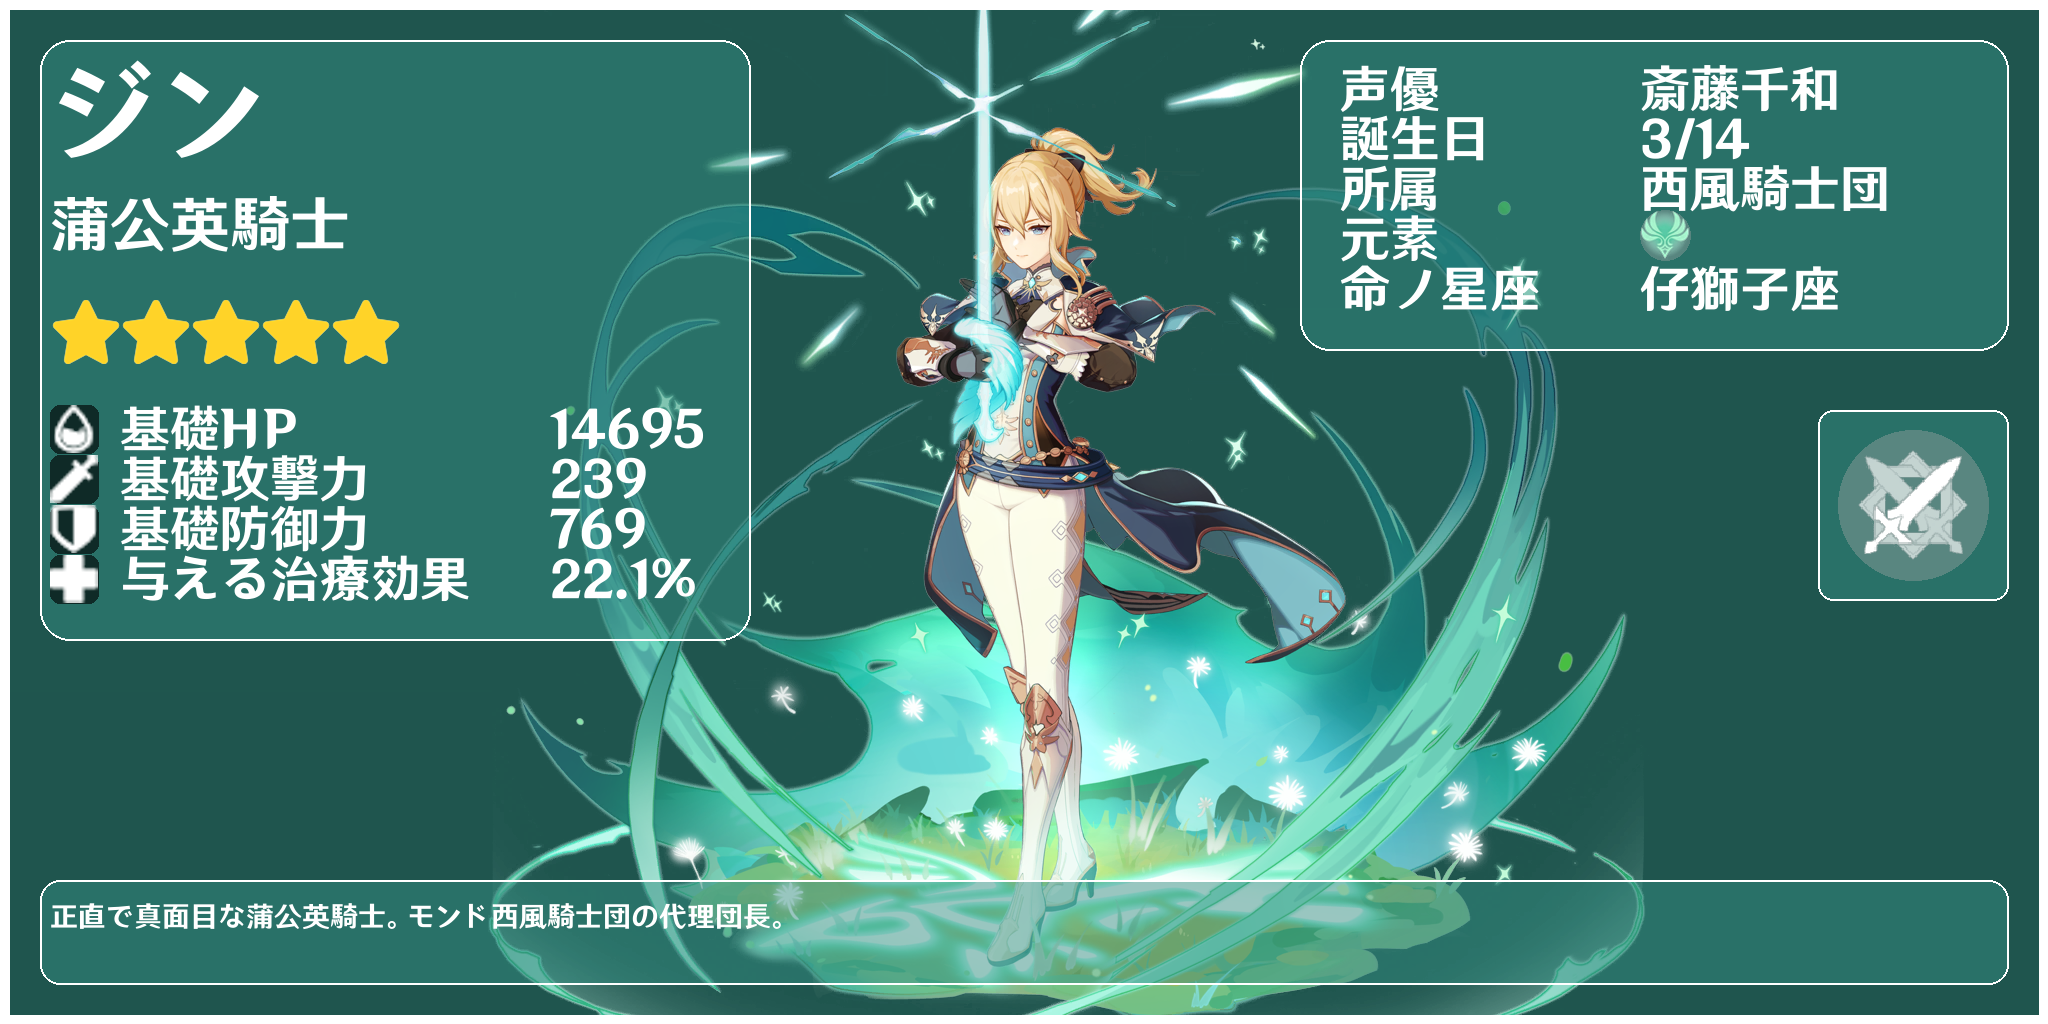 ジン
蒲公英騎士
基礎HP 14695
基礎攻撃力 239
基礎防御力 769
与える治療効果 22.1%
声優 斎藤千和
誕生日 3/14
所属 西風騎士団
元素
命ノ星座 仔獅子座
正直で真面目な蒲公英騎士。モンド西風騎士団の代理団長。